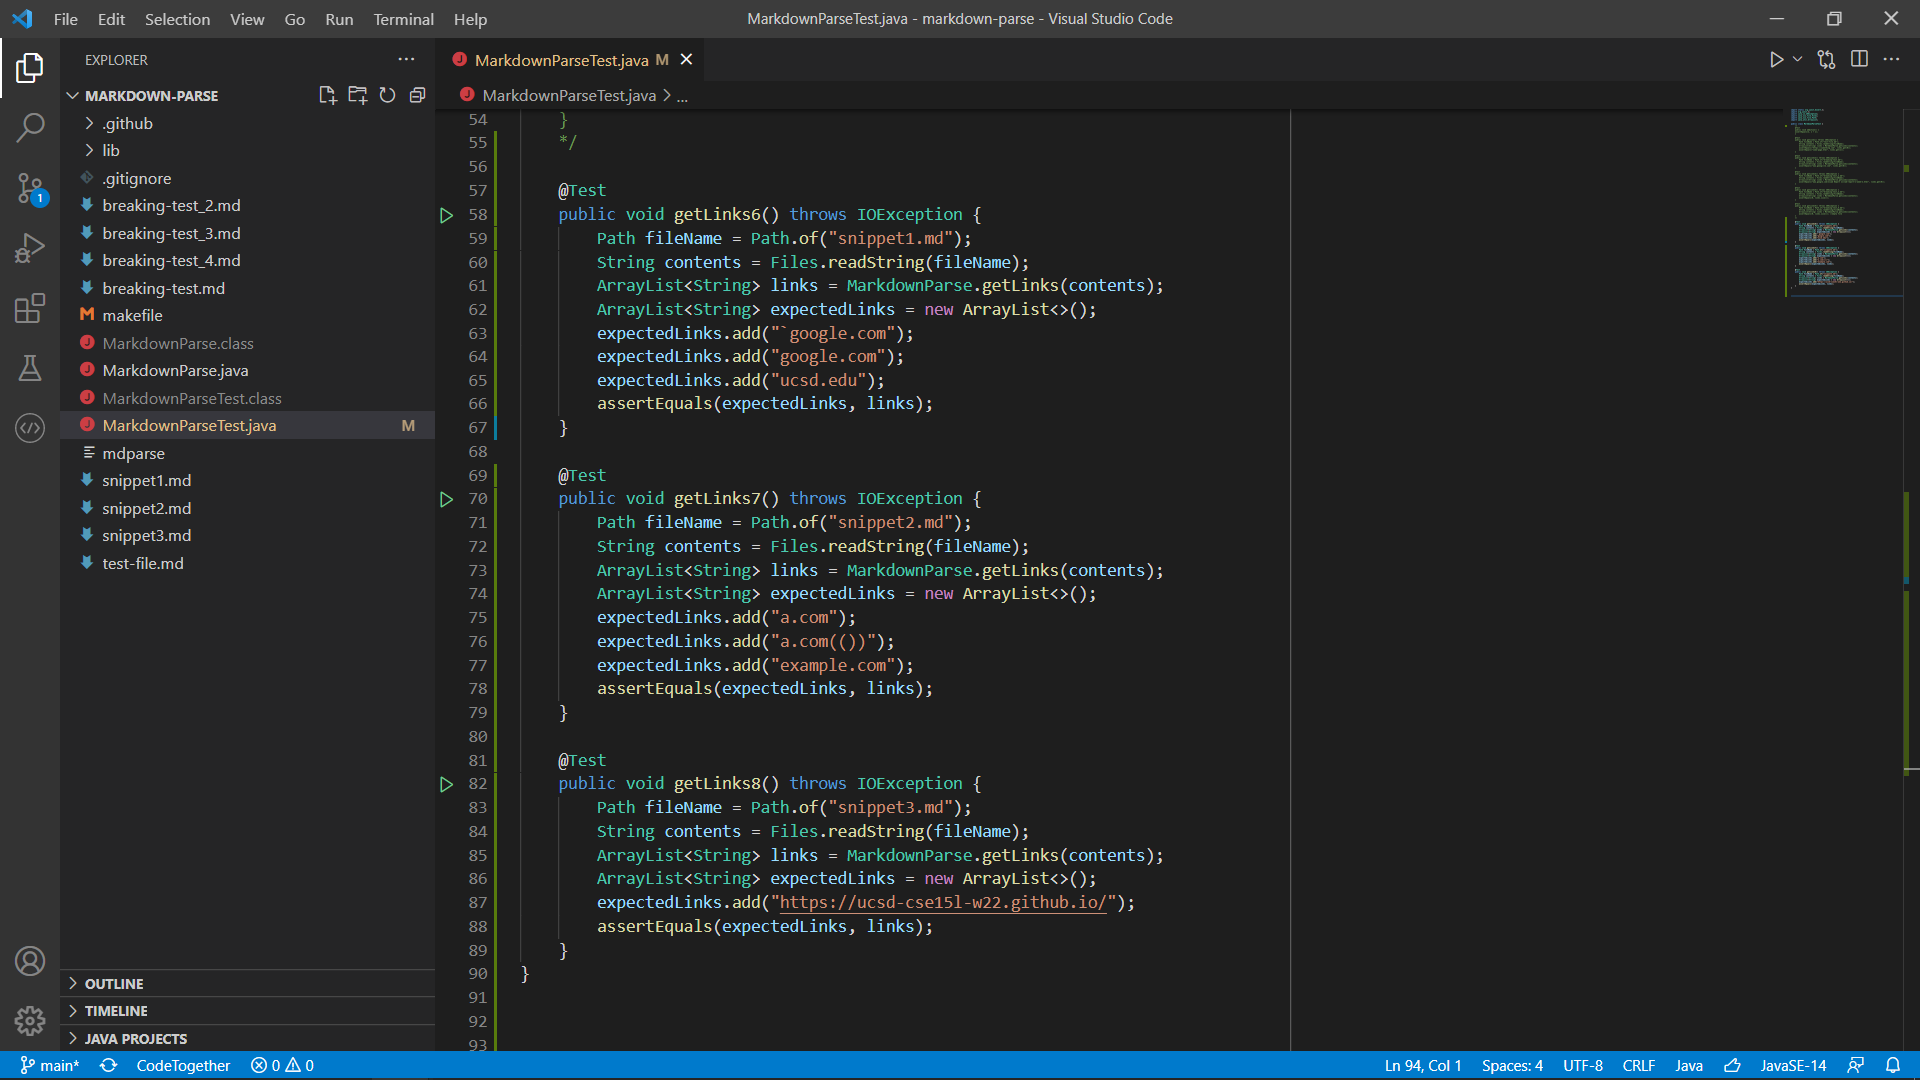 File Edit Selection View Go Run Terminal Help
MarkdownParseTest.java - markdown-parse - Visual Studio Code
EXPLORER
MARKDOWN-PARSE
.github
lib
.gitignore
breaking-test_2.md
breaking-test_3.md
breaking-test_4.md
breaking-test.md
makefile
MarkdownParse.class
MarkdownParse.java
MarkdownParseTest.class
MarkdownParseTest.java M
mdparse
snippet1.md
snippet2.md
snippet3.md
test-file.md
OUTLINE
TIMELINE
JAVA PROJECTS
1
MarkdownParseTest.java M
MarkdownParseTest.java > ...
54     }
55     */
56
57     @Test
58     public void getLinks6() throws IOException {
59         Path fileName = Path.of("snippet1.md");
60         String contents = Files.readString(fileName);
61         ArrayList<String> links = MarkdownParse.getLinks(contents);
62         ArrayList<String> expectedLinks = new ArrayList<>();
63         expectedLinks.add("`google.com");
64         expectedLinks.add("google.com");
65         expectedLinks.add("ucsd.edu");
66         assertEquals(expectedLinks, links);
67     }
68
69     @Test
70     public void getLinks7() throws IOException {
71         Path fileName = Path.of("snippet2.md");
72         String contents = Files.readString(fileName);
73         ArrayList<String> links = MarkdownParse.getLinks(contents);
74         ArrayList<String> expectedLinks = new ArrayList<>();
75         expectedLinks.add("a.com");
76         expectedLinks.add("a.com(())");
77         expectedLinks.add("example.com");
78         assertEquals(expectedLinks, links);
79     }
80
81     @Test
82     public void getLinks8() throws IOException {
83         Path fileName = Path.of("snippet3.md");
84         String contents = Files.readString(fileName);
85         ArrayList<String> links = MarkdownParse.getLinks(contents);
86         ArrayList<String> expectedLinks = new ArrayList<>();
87         expectedLinks.add("https://ucsd-cse15l-w22.github.io/");
88         assertEquals(expectedLinks, links);
89     }
90 }
91
92
93
main* CodeTogether 0 0
Ln 94, Col 1 Spaces: 4 UTF-8 CRLF Java JavaSE-14